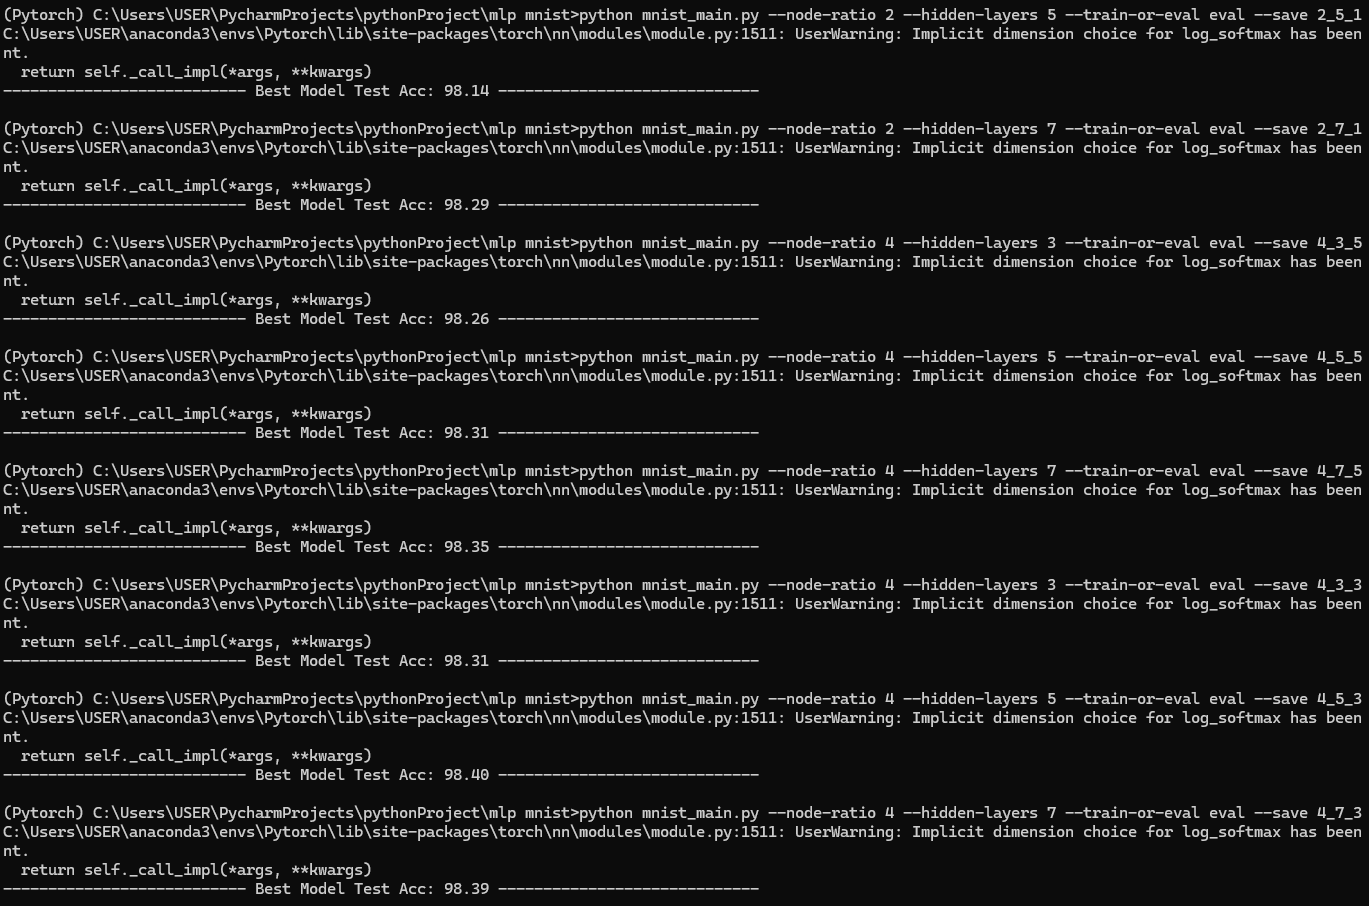 (Pytorch) C:\Users\USER\PycharmProjects\pythonProject\mlp mnist>python mnist_main.py --node-ratio 2 --hidden-layers 5 --train-or-eval eval --save 2_5_1
C:\Users\USER\anaconda3\envs\Pytorch\lib\site-packages\torch\nn\modules\module.py:1511: UserWarning: Implicit dimension choice for log_softmax has been
nt.
  return self._call_impl(*args, **kwargs)
--------------------------- Best Model Test Acc: 98.14 -----------------------------
(Pytorch) C:\Users\USER\PycharmProjects\pythonProject\mlp mnist>python mnist_main.py --node-ratio 2 --hidden-layers 7 --train-or-eval eval --save 2_7_1
C:\Users\USER\anaconda3\envs\Pytorch\lib\site-packages\torch\nn\modules\module.py:1511: UserWarning: Implicit dimension choice for log_softmax has been
nt.
  return self._call_impl(*args, **kwargs)
--------------------------- Best Model Test Acc: 98.29 -----------------------------
(Pytorch) C:\Users\USER\PycharmProjects\pythonProject\mlp mnist>python mnist_main.py --node-ratio 4 --hidden-layers 3 --train-or-eval eval --save 4_3_5
C:\Users\USER\anaconda3\envs\Pytorch\lib\site-packages\torch\nn\modules\module.py:1511: UserWarning: Implicit dimension choice for log_softmax has been
nt.
  return self._call_impl(*args, **kwargs)
--------------------------- Best Model Test Acc: 98.26 -----------------------------
(Pytorch) C:\Users\USER\PycharmProjects\pythonProject\mlp mnist>python mnist_main.py --node-ratio 4 --hidden-layers 5 --train-or-eval eval --save 4_5_5
C:\Users\USER\anaconda3\envs\Pytorch\lib\site-packages\torch\nn\modules\module.py:1511: UserWarning: Implicit dimension choice for log_softmax has been
nt.
  return self._call_impl(*args, **kwargs)
--------------------------- Best Model Test Acc: 98.31 -----------------------------
(Pytorch) C:\Users\USER\PycharmProjects\pythonProject\mlp mnist>python mnist_main.py --node-ratio 4 --hidden-layers 7 --train-or-eval eval --save 4_7_5
C:\Users\USER\anaconda3\envs\Pytorch\lib\site-packages\torch\nn\modules\module.py:1511: UserWarning: Implicit dimension choice for log_softmax has been
nt.
  return self._call_impl(*args, **kwargs)
--------------------------- Best Model Test Acc: 98.35 -----------------------------
(Pytorch) C:\Users\USER\PycharmProjects\pythonProject\mlp mnist>python mnist_main.py --node-ratio 4 --hidden-layers 3 --train-or-eval eval --save 4_3_3
C:\Users\USER\anaconda3\envs\Pytorch\lib\site-packages\torch\nn\modules\module.py:1511: UserWarning: Implicit dimension choice for log_softmax has been
nt.
  return self._call_impl(*args, **kwargs)
--------------------------- Best Model Test Acc: 98.31 -----------------------------
(Pytorch) C:\Users\USER\PycharmProjects\pythonProject\mlp mnist>python mnist_main.py --node-ratio 4 --hidden-layers 5 --train-or-eval eval --save 4_5_3
C:\Users\USER\anaconda3\envs\Pytorch\lib\site-packages\torch\nn\modules\module.py:1511: UserWarning: Implicit dimension choice for log_softmax has been
nt.
  return self._call_impl(*args, **kwargs)
--------------------------- Best Model Test Acc: 98.40 -----------------------------
(Pytorch) C:\Users\USER\PycharmProjects\pythonProject\mlp mnist>python mnist_main.py --node-ratio 4 --hidden-layers 7 --train-or-eval eval --save 4_7_3
C:\Users\USER\anaconda3\envs\Pytorch\lib\site-packages\torch\nn\modules\module.py:1511: UserWarning: Implicit dimension choice for log_softmax has been
nt.
  return self._call_impl(*args, **kwargs)
--------------------------- Best Model Test Acc: 98.39 -----------------------------